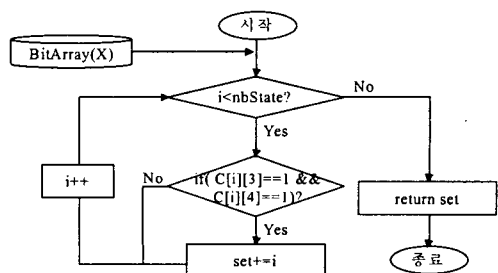 시작
BitArray(X)
i<nbState?
No
Yes
i++
No
if( C[i][3]==1 &&
C[i][4]==1)?
return set
Yes
set+=i
종료